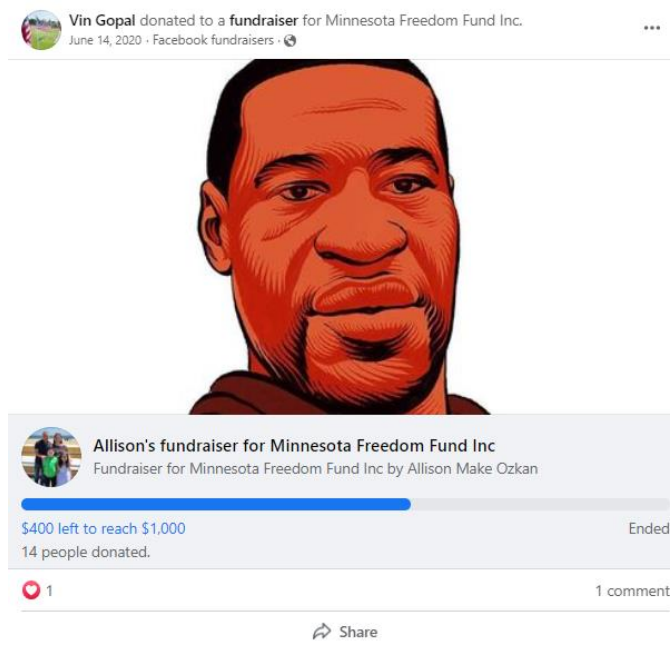 Vin Gopal donated to a fundraiser for Minnesota Freedom Fund Inc.
June 14, 2020 · Facebook fundraisers ·
Allison's fundraiser for Minnesota Freedom Fund Inc
Fundraiser for Minnesota Freedom Fund Inc by Allison Make Ozkan
$400 left to reach $1,000 Ended
14 people donated.
1 1 comment
Share